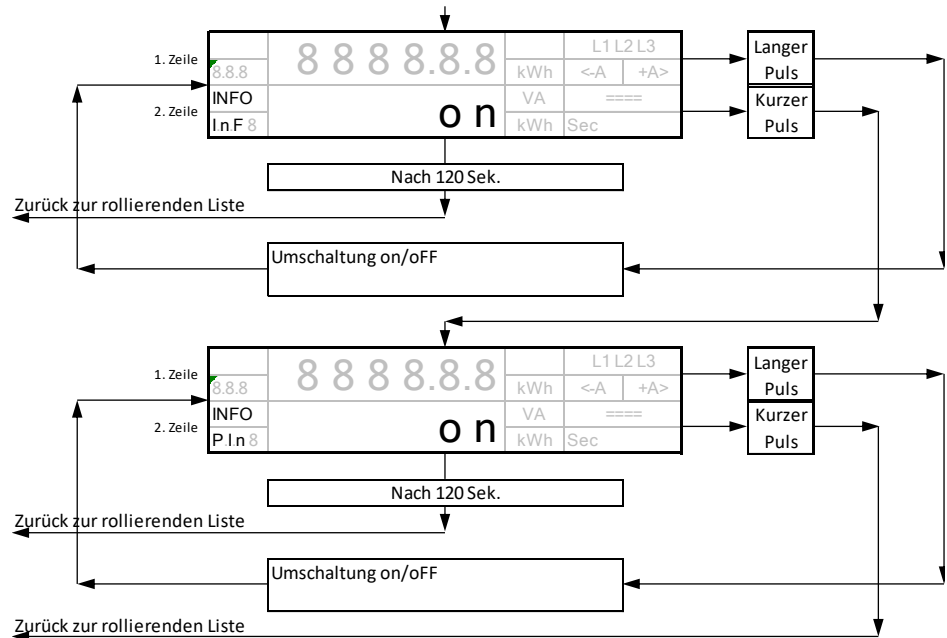 L1 L2 L3
Langer
1. Zeile
8 8 8 8.8.8
8.8.8
kWh
<-A
+A>
Puls
INFO
VA
====
Kurzer
2. Zeile
on
I.n.F 8
kWh
Sec
Puls
Nach 120 Sek.
Zurück zur rollierenden Liste
Umschaltung on/oFF
L1 L2 L3
Langer
1. Zeile
8 8 8 8.8.8
8.8.8
kWh
<-A
+A>
Puls
INFO
VA
====
Kurzer
2. Zeile
on
P.I.n 8
kWh
Sec
Puls
Nach 120 Sek.
Zurück zur rollierenden Liste
Umschaltung on/oFF
Zurück zur rollierenden Liste